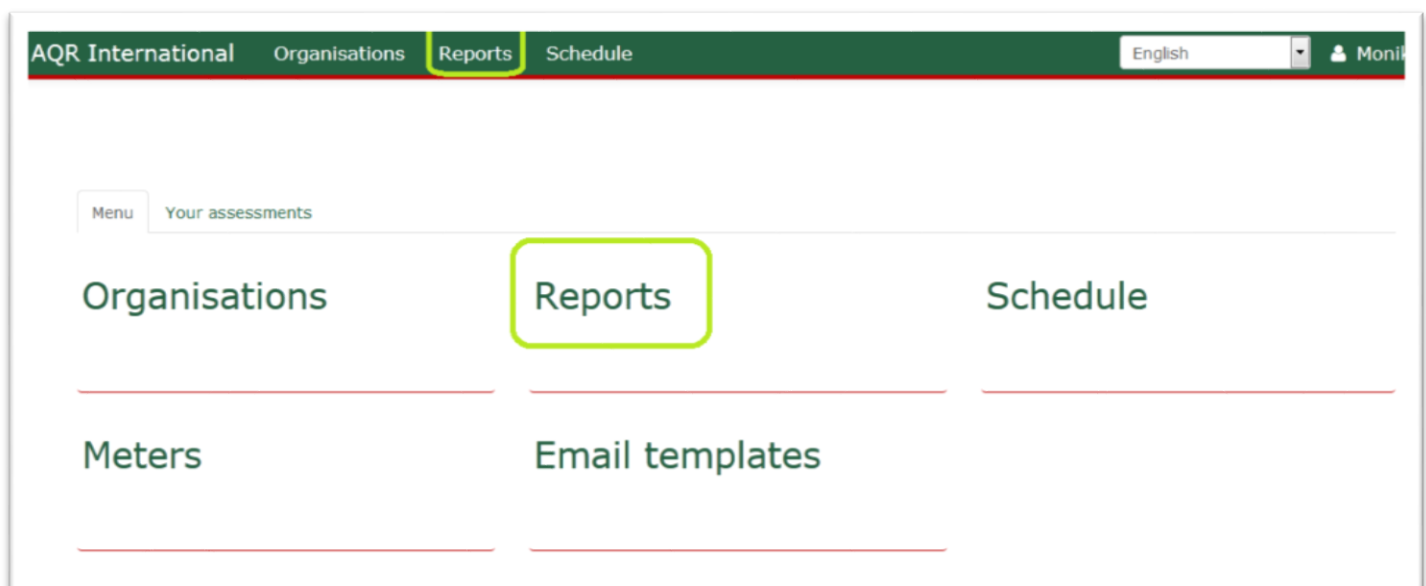 AQR International Organisations Reports Schedule English
Menu Your assessments
Organisations Reports Schedule
Meters Email templates